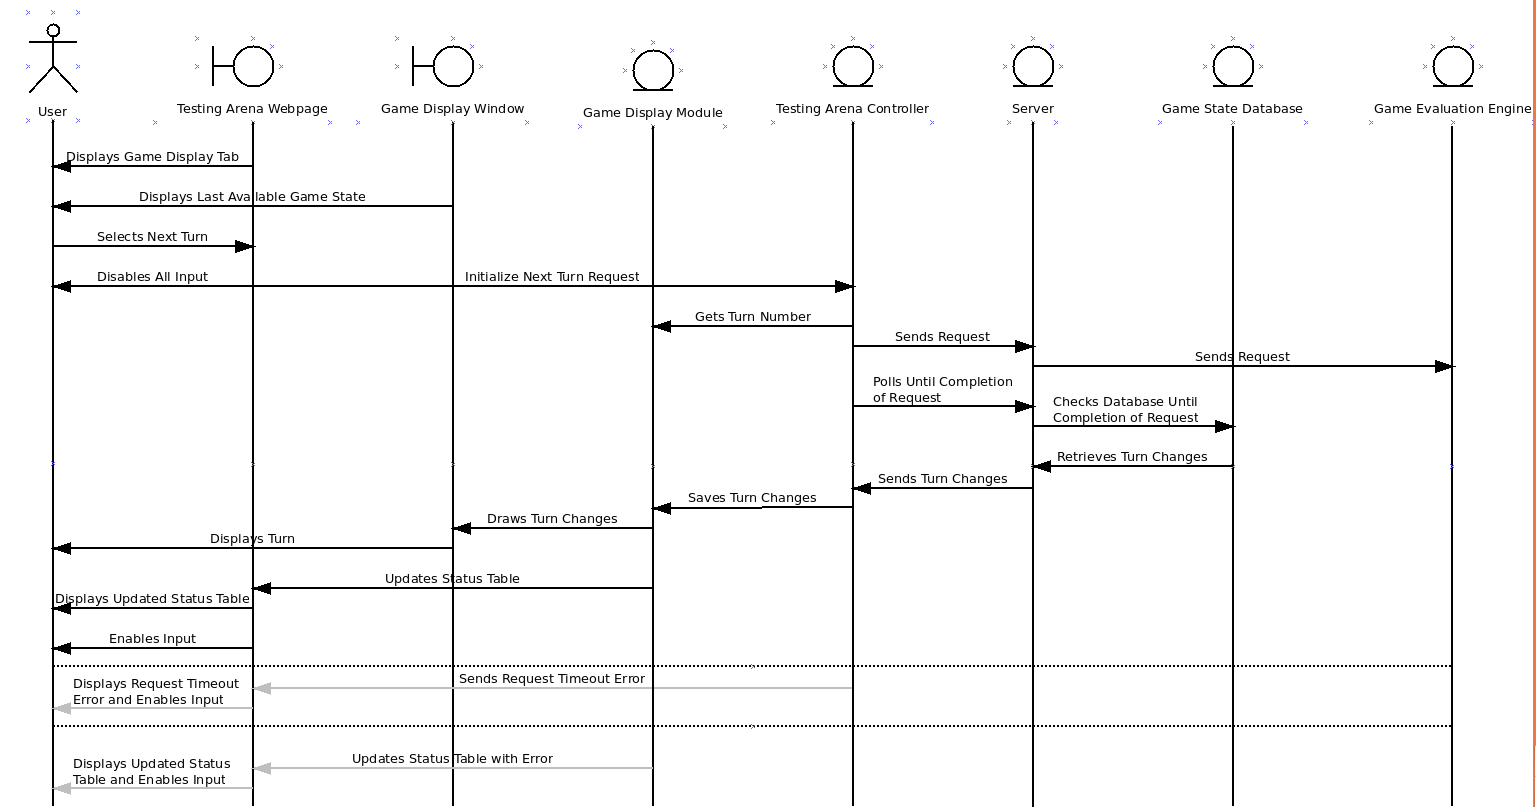 User
Testing Arena Webpage
Game Display Window
Game Display Module
Testing Arena Controller
Server
Game State Database
Game Evaluation Engine
Displays Game Display Tab
Displays Last Available Game State
Selects Next Turn
Disables All Input
Initialize Next Turn Request
Gets Turn Number
Sends Request
Sends Request
Polls Until Completion
of Request
Checks Database Until
Completion of Request
Retrieves Turn Changes
Sends Turn Changes
Saves Turn Changes
Draws Turn Changes
Displays Turn
Updates Status Table
Displays Updated Status Table
Enables Input
Sends Request Timeout Error
Displays Request Timeout
Error and Enables Input
Updates Status Table with Error
Displays Updated Status
Table and Enables Input